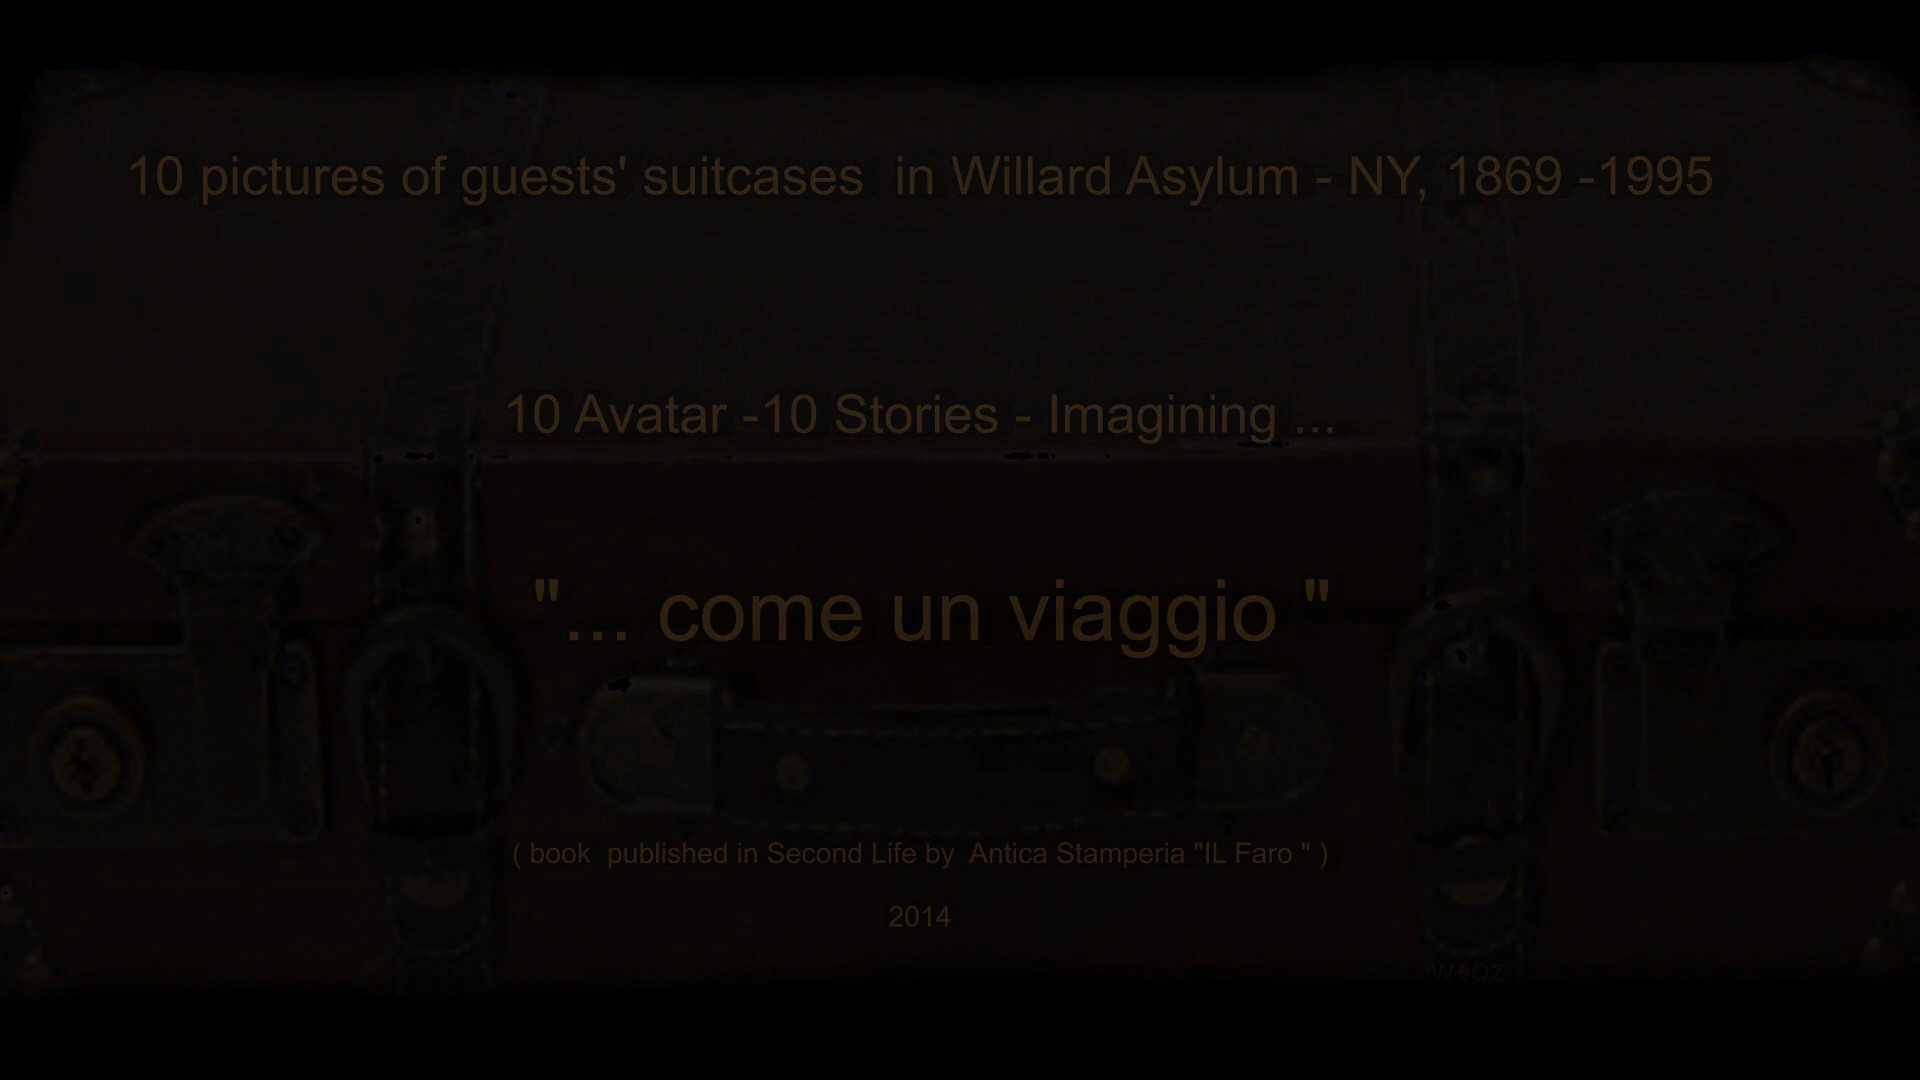 10 pictures of guests' suitcases  in Willard Asylum - NY, 1869 -1995
10 Avatar -10 Stories - Imagining ...
"... come un viaggio "
( book  published in Second Life by  Antica Stamperia "IL Faro " )
2014